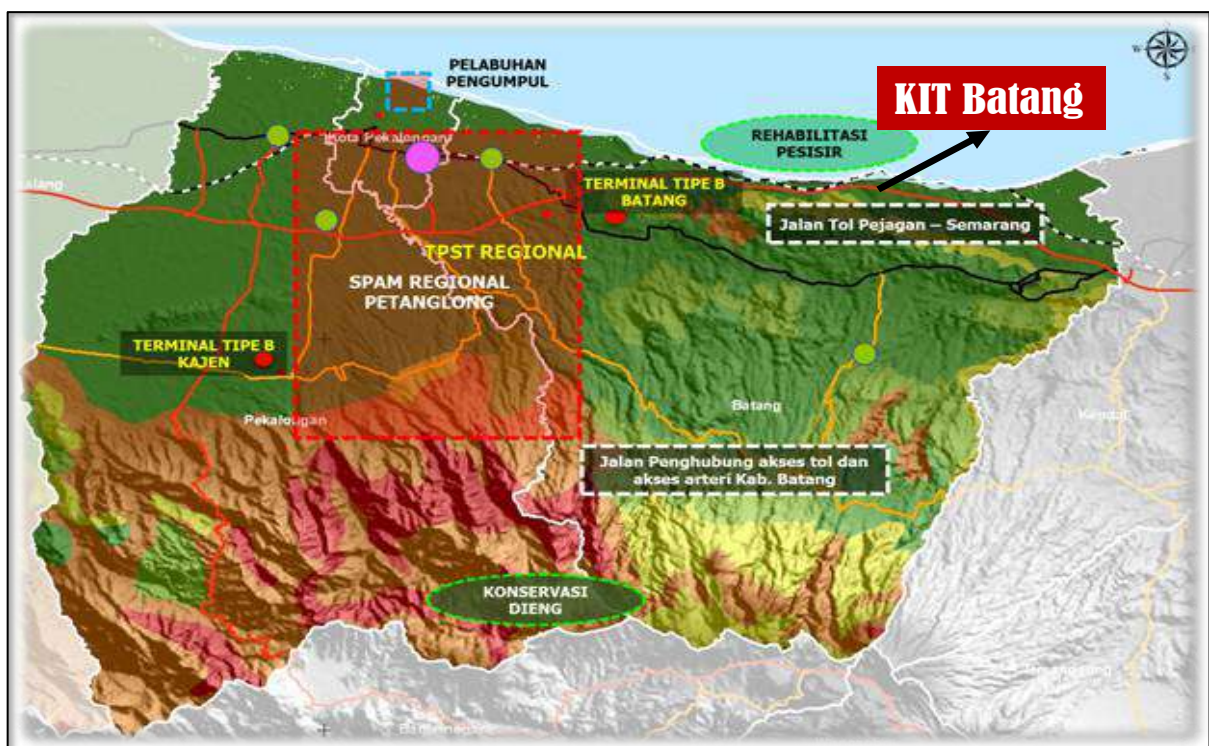 PELABUHAN
PENGUMPUL
KIT Batang
REHABILITASI
PESISIR
Kota Pekalongan
TERMINAL TIPE B
BATANG
Jalan Tol Pejagan – Semarang
TPST REGIONAL
SPAM REGIONAL
PETANGLONG
TERMINAL TIPE B
KAJEN
Pekalongan
Batang
Kendal
Jalan Penghubung akses tol dan
akses arteri Kab. Batang
KONSERVASI
DIENG